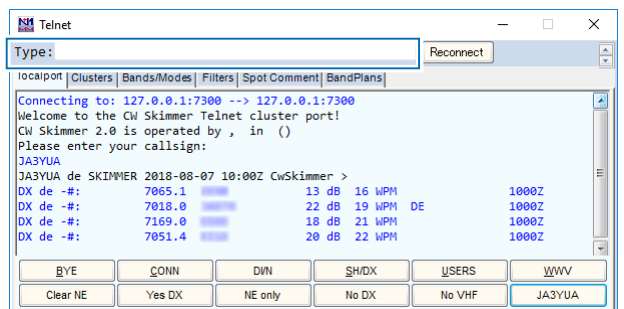 Telnet
Type:
Reconnect
localport Clusters Bands/Modes Filters Spot Comment BandPlans
Connecting to: 127.0.0.1:7300 --> 127.0.0.1:7300
Welcome to the CW Skimmer Telnet cluster port!
CW Skimmer 2.0 is operated by , in ()
Please enter your callsign:
JA3YUA
JA3YUA de SKIMMER 2018-08-07 10:00Z CwSkimmer >
DX de -#: 7065.1 13 dB 16 WPM 1000Z
DX de -#: 7018.0 22 dB 19 WPM DE 1000Z
DX de -#: 7169.0 18 dB 21 WPM 1000Z
DX de -#: 7051.4 20 dB 22 WPM 1000Z
BYE CONN DI/N SH/DX USERS WWV
Clear NE Yes DX NE only No DX No VHF JA3YUA